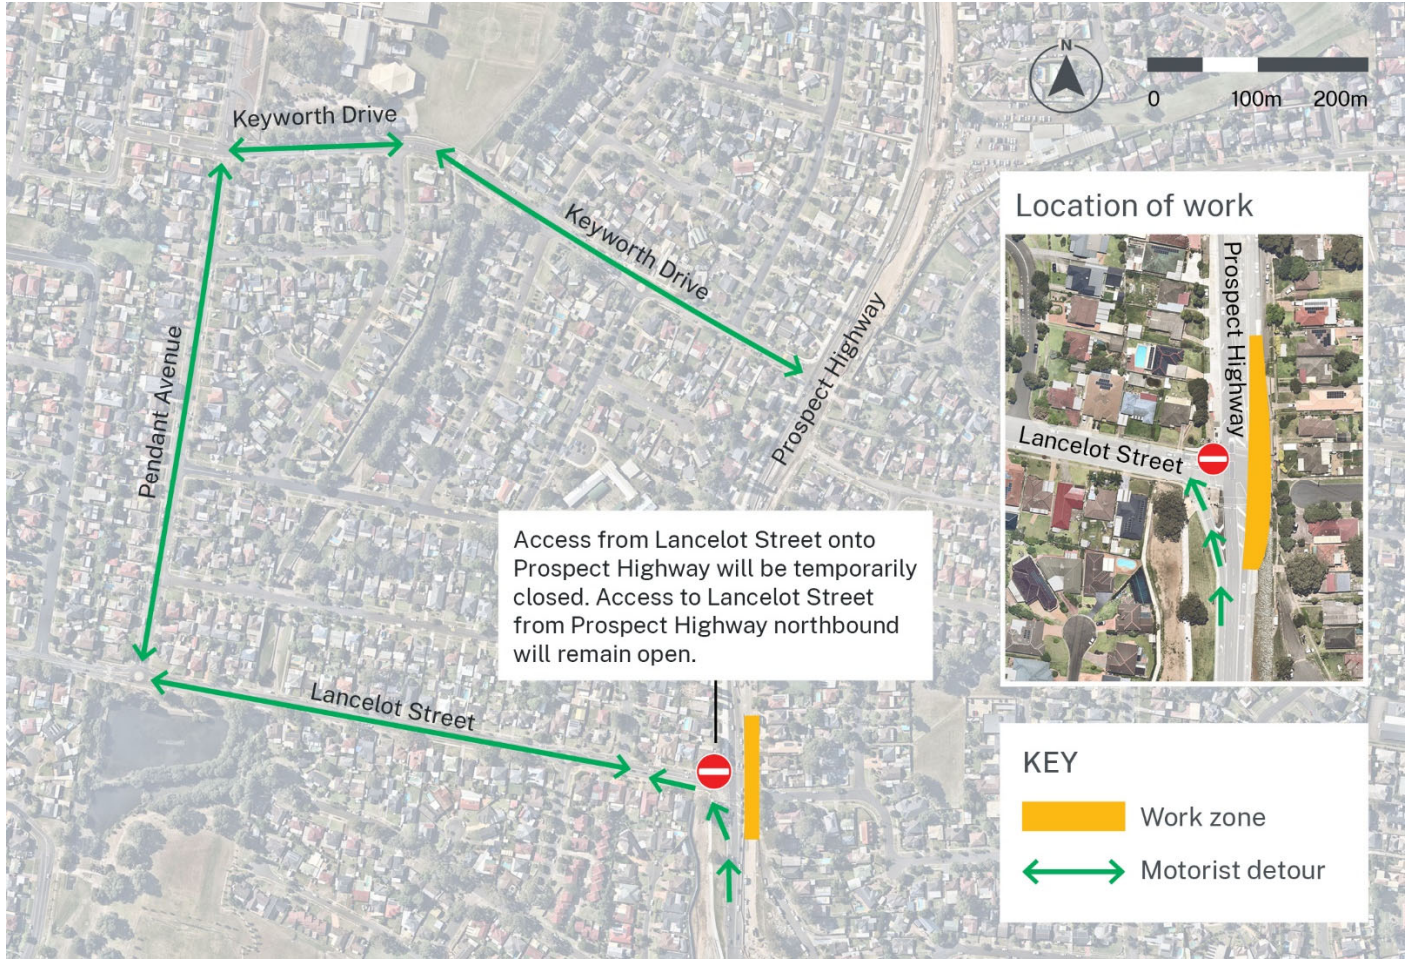 N
0 100m 200m
Keyworth Drive
Keyworth Drive
Prospect Highway
Pendant Avenue
Lancelot Street
Access from Lancelot Street onto
Prospect Highway will be temporarily
closed. Access to Lancelot Street
from Prospect Highway northbound
will remain open.
Location of work
Prospect Highway
Lancelot Street
KEY
Work zone
Motorist detour